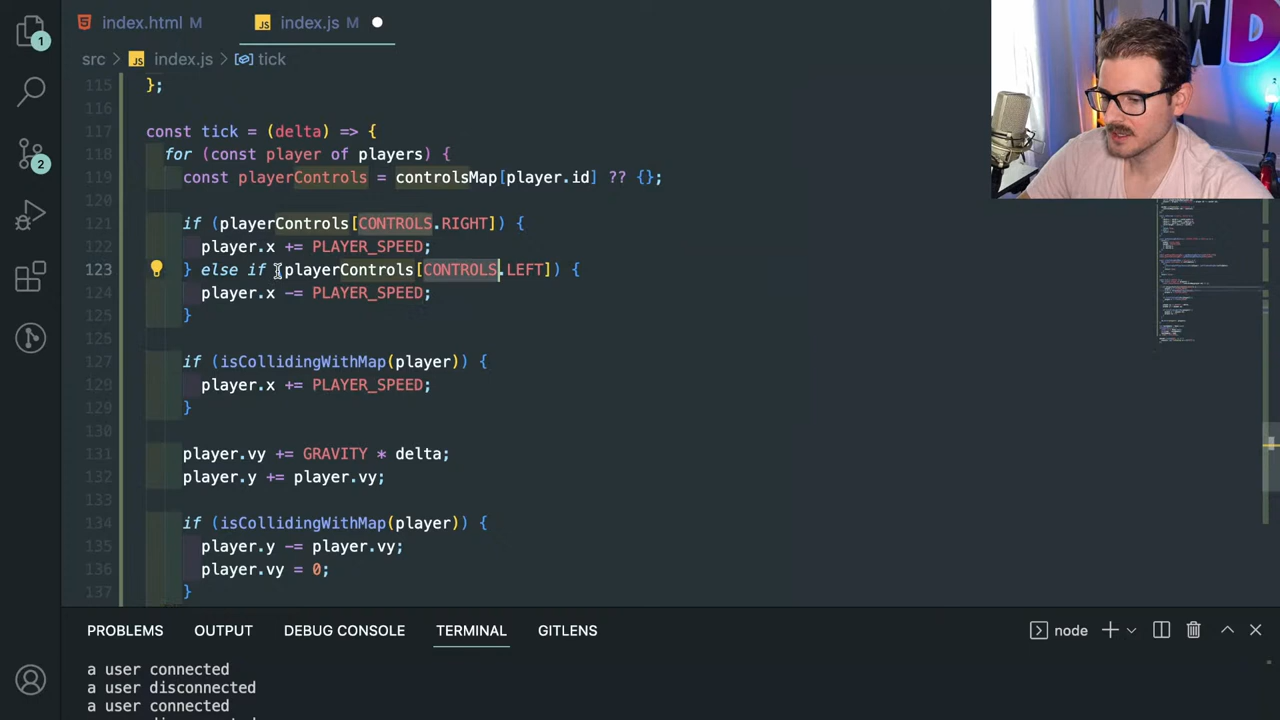 index.html M
index.js M
src > index.js > tick
115 };
116
117 const tick = (delta) => {
118 for (const player of players) {
119 const playerControls = controlsMap[player.id] ?? {};
120
121 if (playerControls[CONTROLS.RIGHT]) {
122 player.x += PLAYER_SPEED;
123 } else if (playerControls[CONTROLS.LEFT]) {
124 player.x -= PLAYER_SPEED;
125 }
126
127 if (isCollidingWithMap(player)) {
129 player.x += PLAYER_SPEED;
129 }
130
131 player.vy += GRAVITY * delta;
132 player.y += player.vy;
133
134 if (isCollidingWithMap(player)) {
135 player.y -= player.vy;
136 player.vy = 0;
137 }
PROBLEMS OUTPUT DEBUG CONSOLE TERMINAL GITLENS node
a user connected
a user disconnected
a user connected
1
2
WD